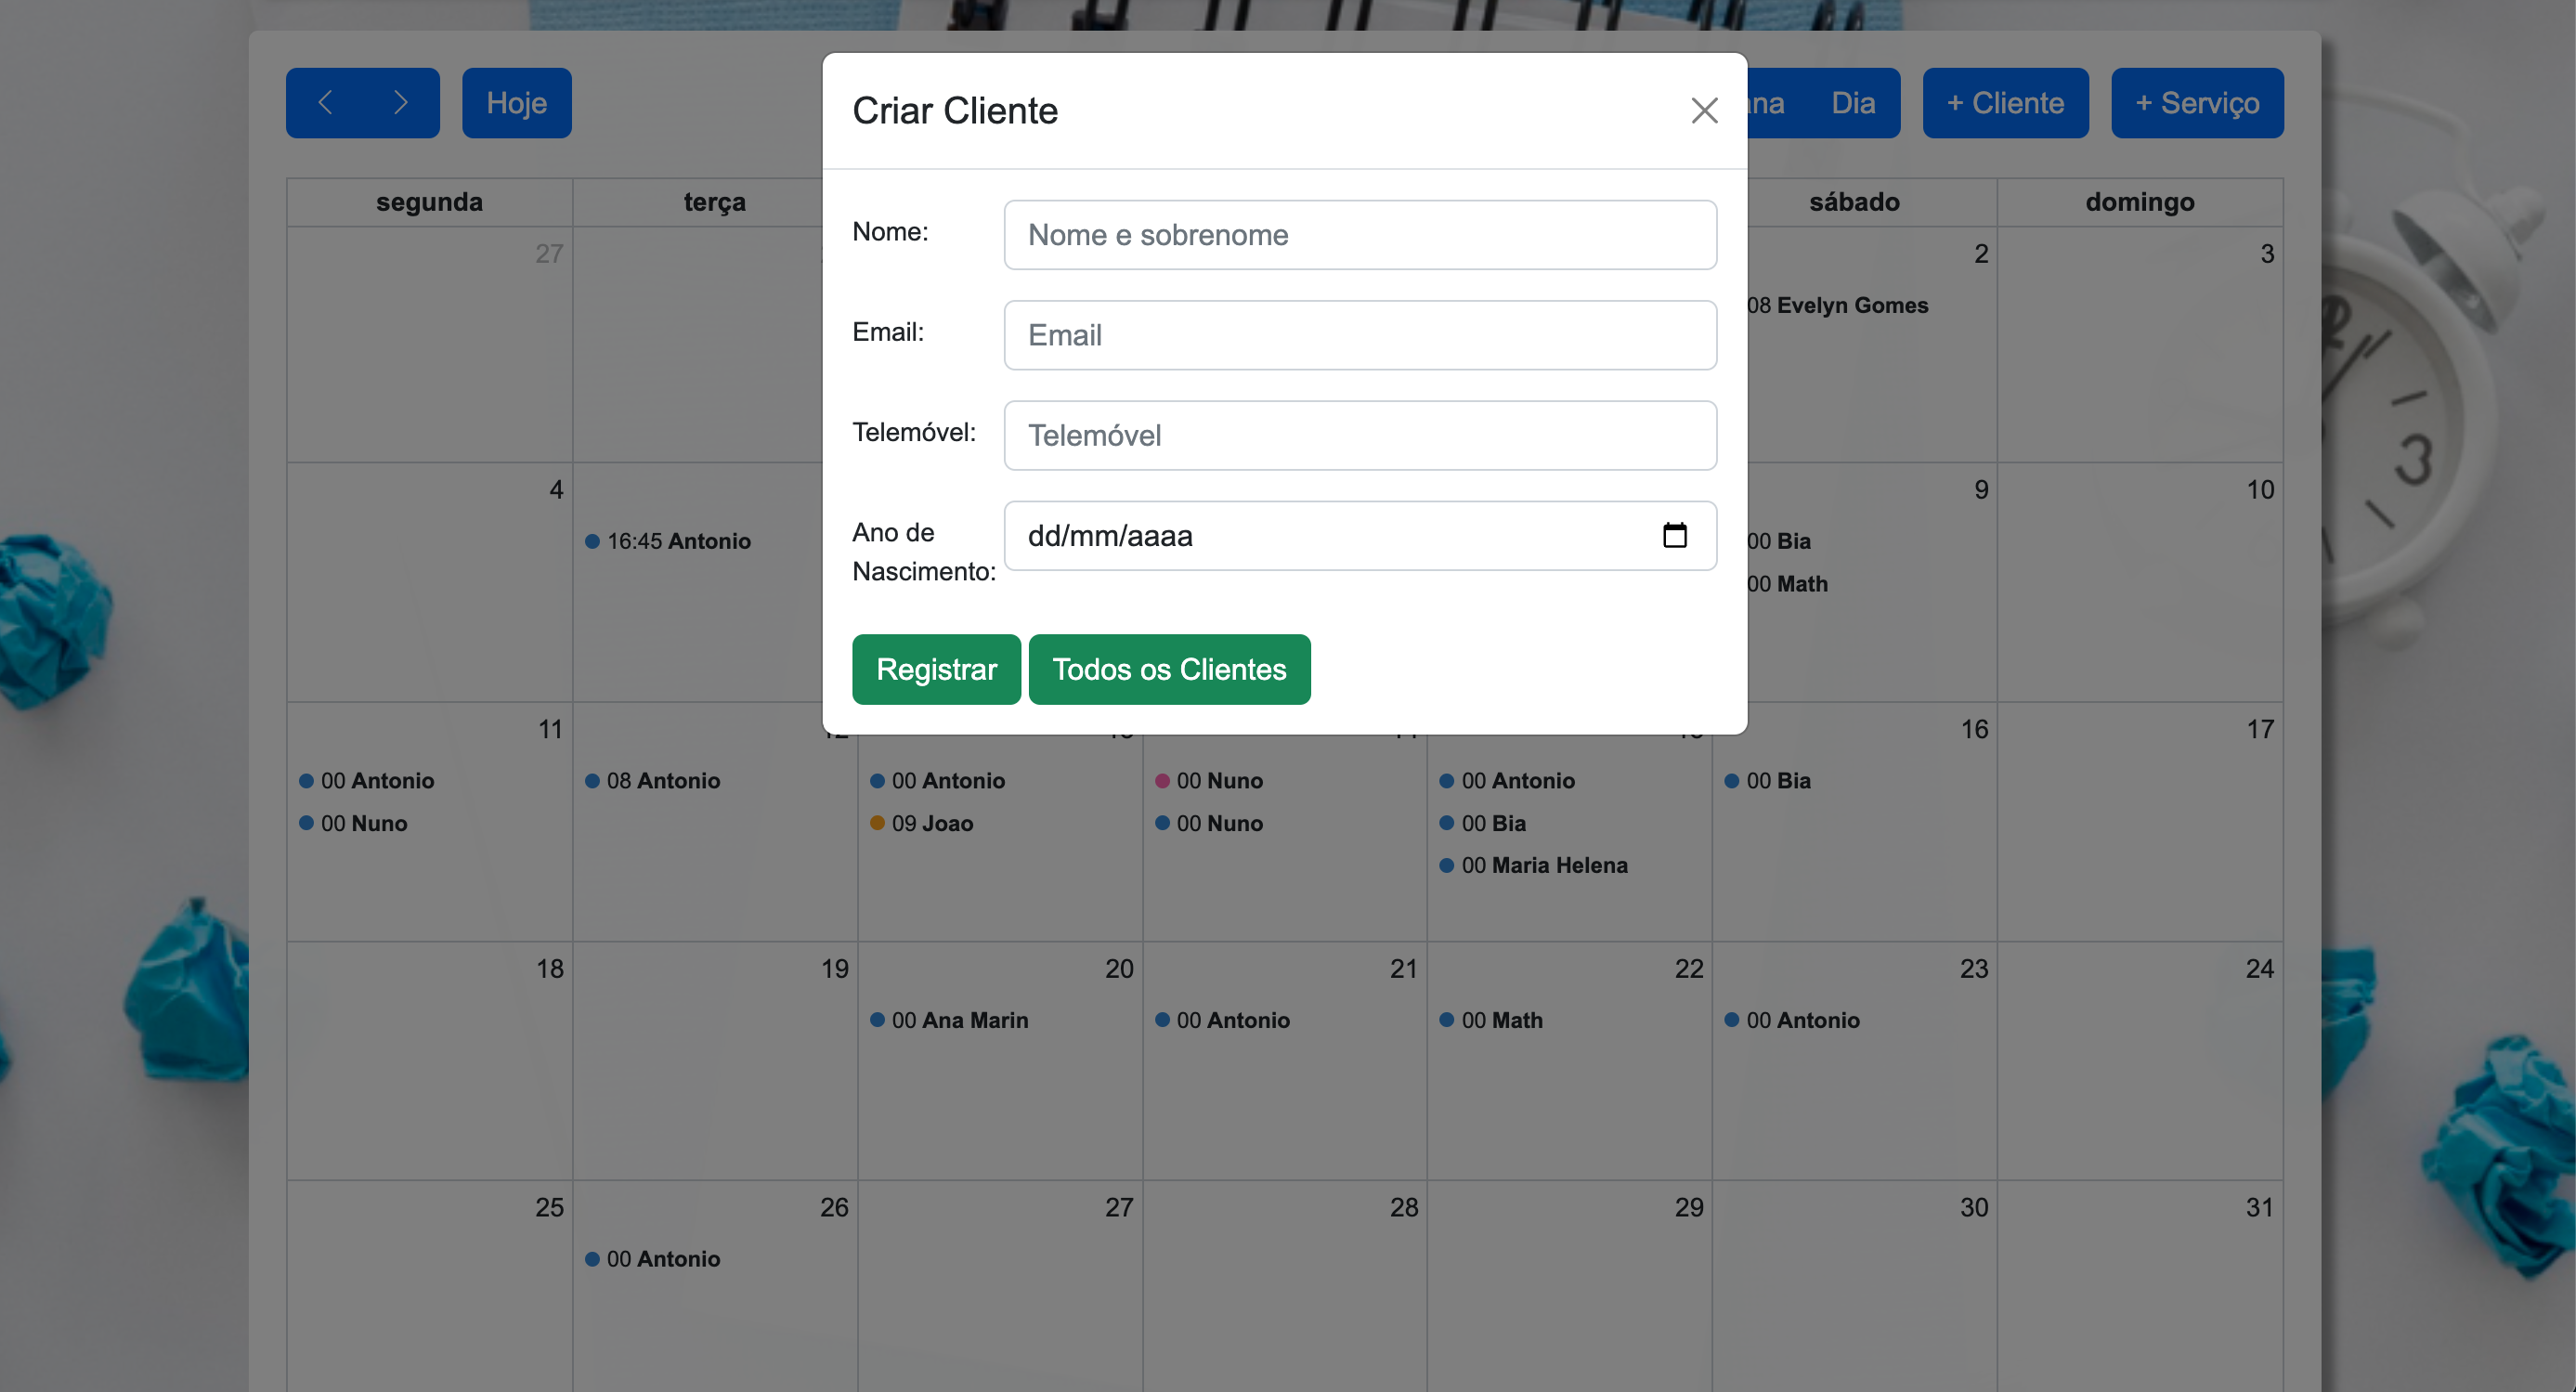 Hoje
Dia
+ Cliente
+ Serviço
Criar Cliente
Nome:
Nome e sobrenome
Email:
Email
Telemóvel:
Telemóvel
Ano de
Nascimento:
dd/mm/aaaa
Registrar
Todos os Clientes
segunda
terça
sábado
domingo
27
2
3
08 Evelyn Gomes
4
9
10
16:45 Antonio
00 Bia
00 Math
11
16
17
00 Antonio
08 Antonio
00 Antonio
00 Nuno
00 Antonio
00 Bia
00 Nuno
09 Joao
00 Nuno
00 Bia
00 Maria Helena
18
19
20
21
22
23
24
00 Ana Marin
00 Antonio
00 Math
00 Antonio
25
26
27
28
29
30
31
00 Antonio
3